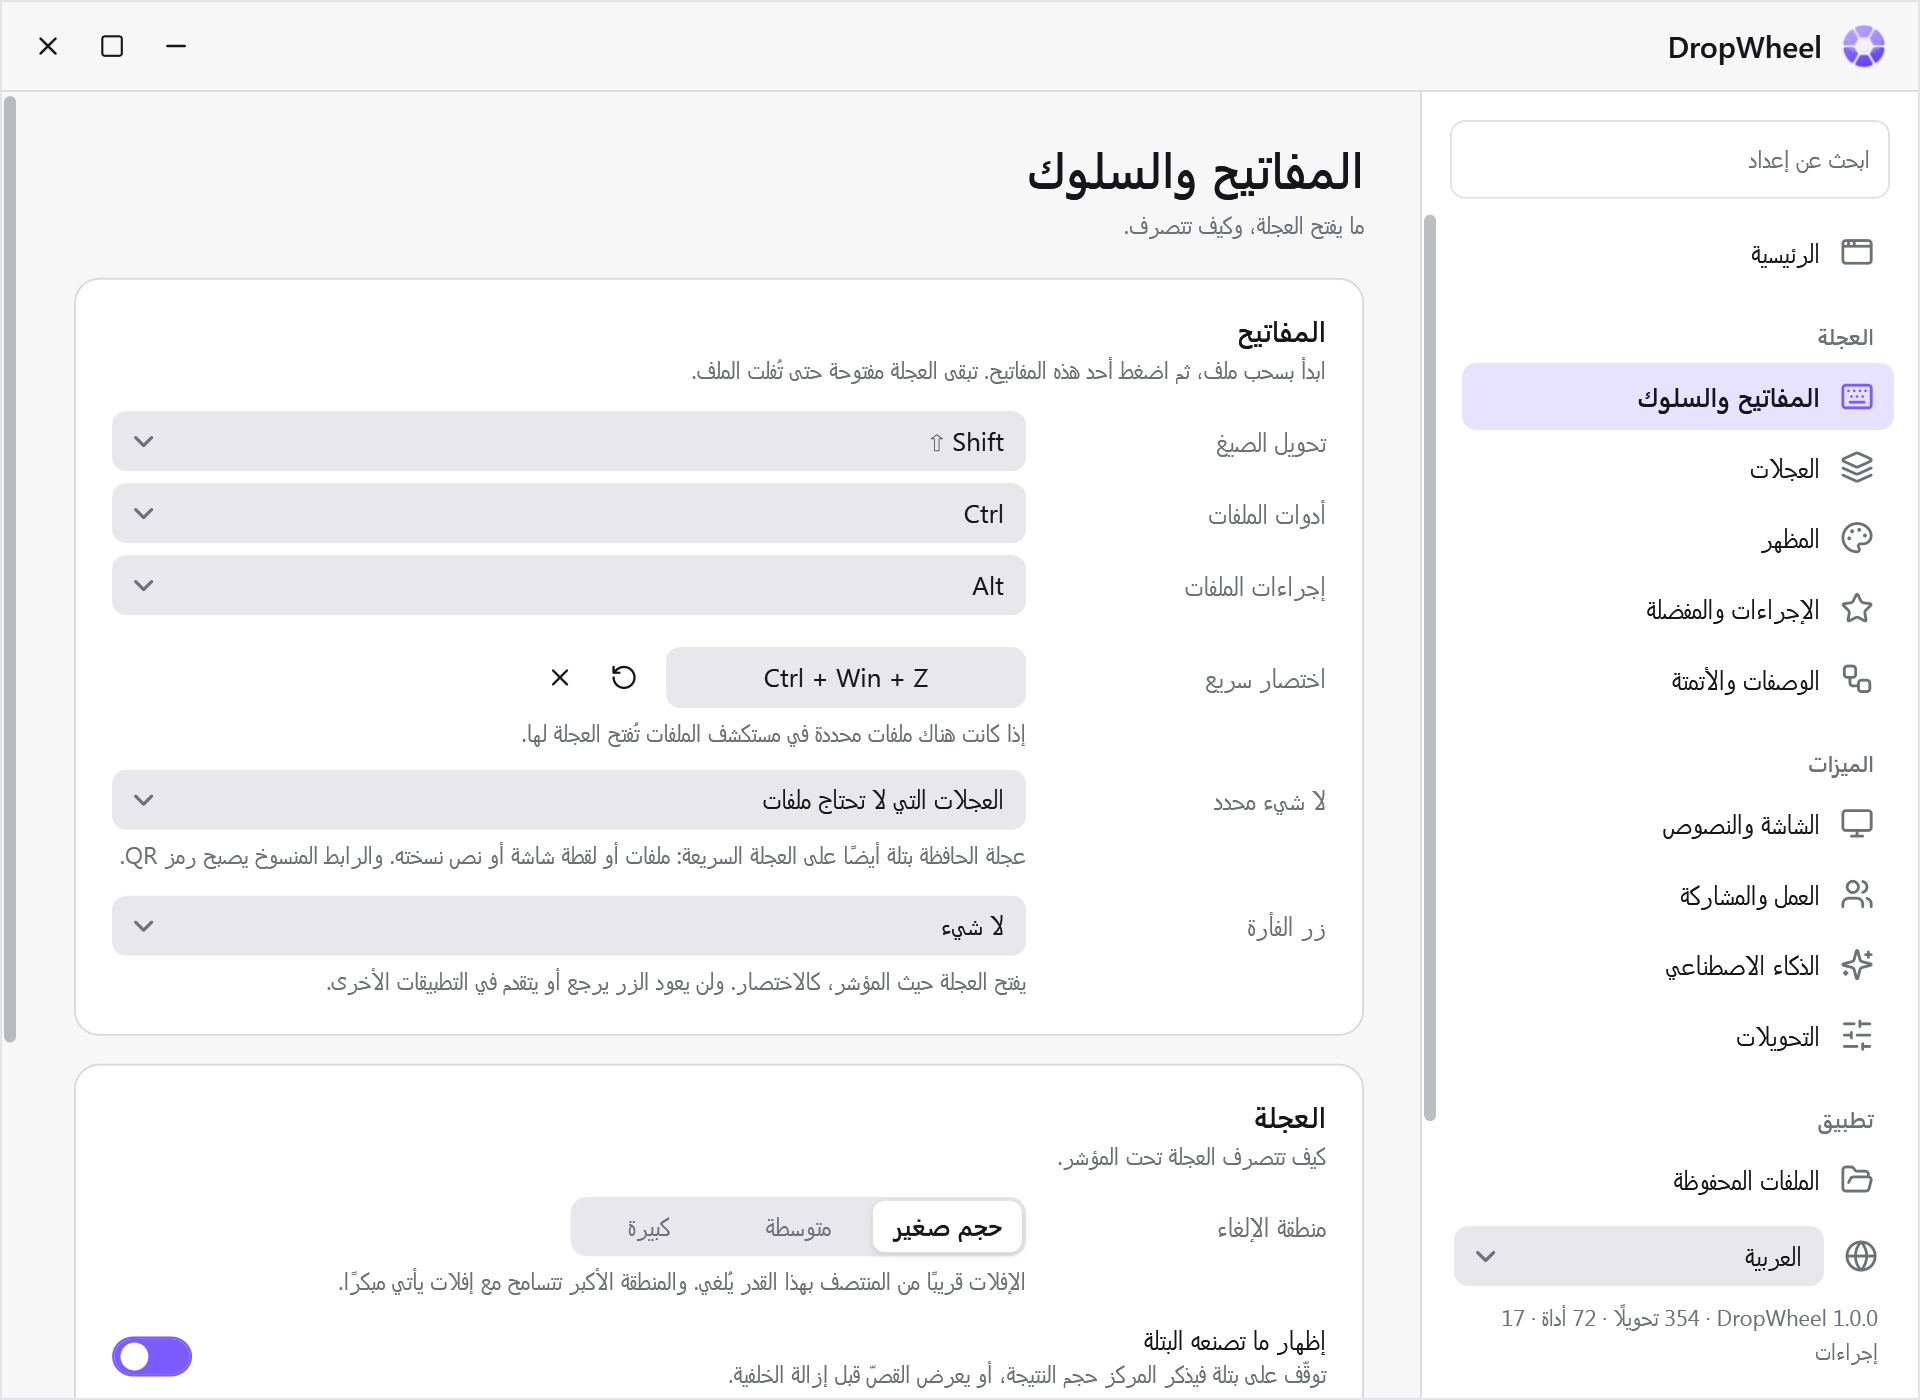 DropWheel
ابحث عن إعداد
الرئيسية
العجلة
المفاتيح والسلوك
العجلات
المظهر
الإجراءات والمفضلة
الوصفات والأتمتة
الميزات
الشاشة والنصوص
العمل والمشاركة
الذكاء الاصطناعي
التحويلات
تطبيق
الملفات المحفوظة
العربية
DropWheel 1.0.0 · 354 تحويلًا · 72 أداة · 17
إجراءات
المفاتيح والسلوك
ما يفتح العجلة، وكيف تتصرف.
المفاتيح
ابدأ بسحب ملف، ثم اضغط أحد هذه المفاتيح. تبقى العجلة مفتوحة حتى تُفلت الملف.
تحويل الصيغ
Shift ⇧
أدوات الملفات
Ctrl
إجراءات الملفات
Alt
اختصار سريع
Ctrl + Win + Z
إذا كانت هناك ملفات محددة في مستكشف الملفات تُفتح العجلة لها.
لا شيء محدد
العجلات التي لا تحتاج ملفات
عجلة الحافظة بتلة أيضًا على العجلة السريعة: ملفات أو لقطة شاشة أو نص نسخته. والرابط المنسوخ يصبح رمز QR.
زر الفأرة
لا شيء
يفتح العجلة حيث المؤشر، كالاختصار. ولن يعود الزر يرجع أو يتقدم في التطبيقات الأخرى.
العجلة
كيف تتصرف العجلة تحت المؤشر.
منطقة الإلغاء
حجم صغير
متوسطة
كبيرة
الإفلات قريبًا من المنتصف بهذا القدر يُلغي. والمنطقة الأكبر تتسامح مع إفلات يأتي مبكرًا.
إظهار ما تصنعه البتلة
توقّف على بتلة فيذكر المركز حجم النتيجة، أو يعرض القصّ قبل إزالة الخلفية.